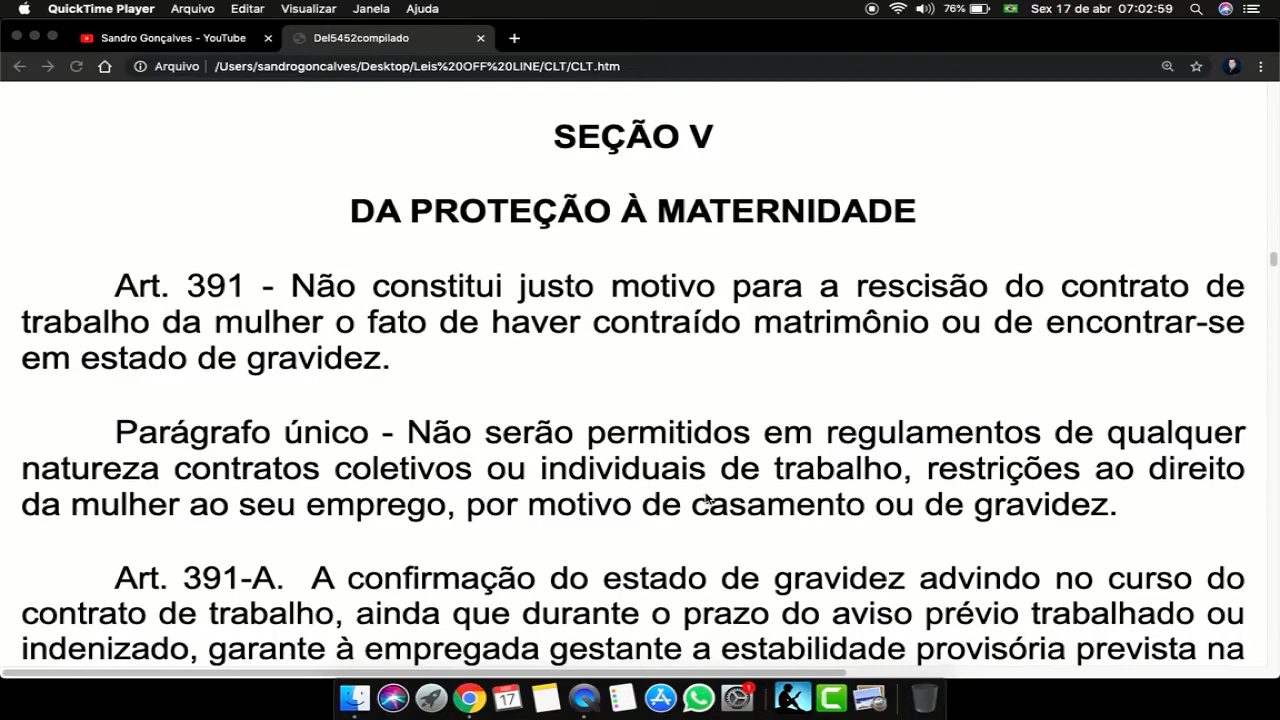 QuickTime Player Arquivo Editar Visualizar Janela Ajuda 76% Sex 17 de abr 07:02:59
Sandro Gonçalves - YouTube Del5452compilado
Arquivo /Users/sandrogoncalves/Desktop/Leis%20OFF%20LINE/CLT/CLT.htm
SEÇÃO V
DA PROTEÇÃO À MATERNIDADE
Art. 391 - Não constitui justo motivo para a rescisão do contrato de
trabalho da mulher o fato de haver contraído matrimônio ou de encontrar-se
em estado de gravidez.
Parágrafo único - Não serão permitidos em regulamentos de qualquer
natureza contratos coletivos ou individuais de trabalho, restrições ao direito
da mulher ao seu emprego, por motivo de casamento ou de gravidez.
Art. 391-A. A confirmação do estado de gravidez advindo no curso do
contrato de trabalho, ainda que durante o prazo do aviso prévio trabalhado ou
indenizado, garante à empregada gestante a estabilidade provisória prevista na
17
1